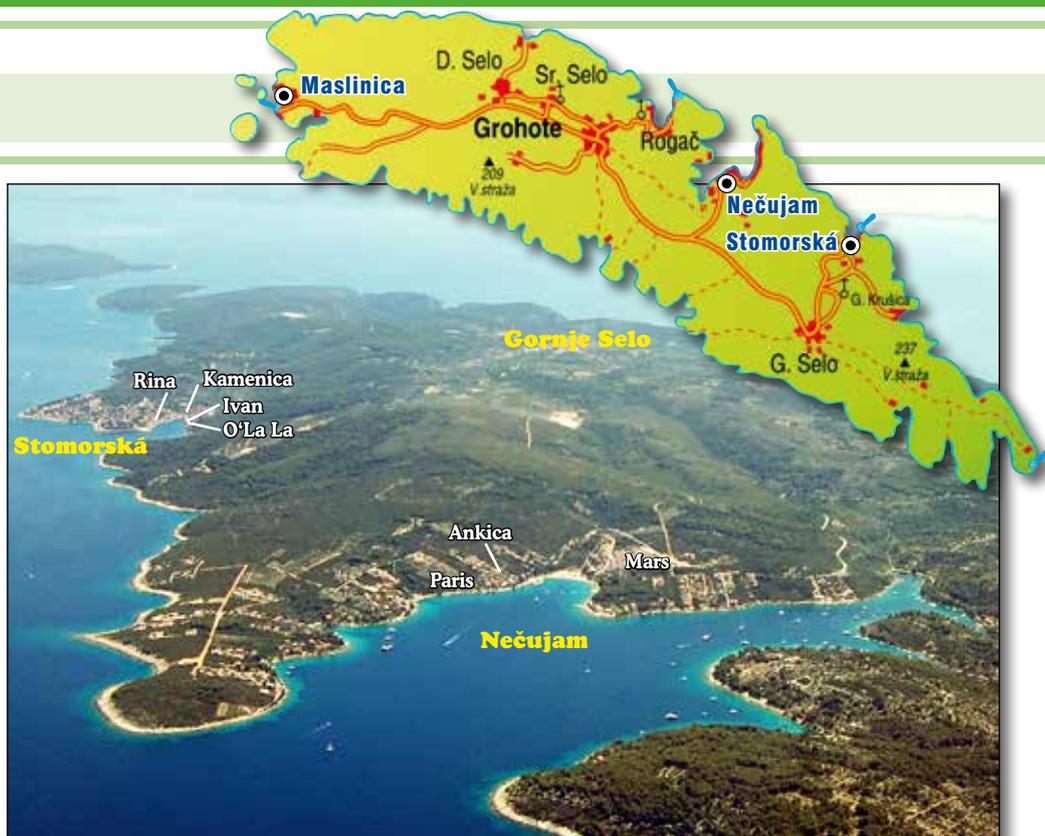 D. Selo
Sr. Selo
Maslinica
Grohote
Rogač
209
V straža
Nečujam
Stomorská
G. Krušica
G. Selo
237
V.straža
Gornje Selo
Rina
Kamenica
Ivan
O'La La
Stomorská
Ankica
Paris
Mars
Nečujam